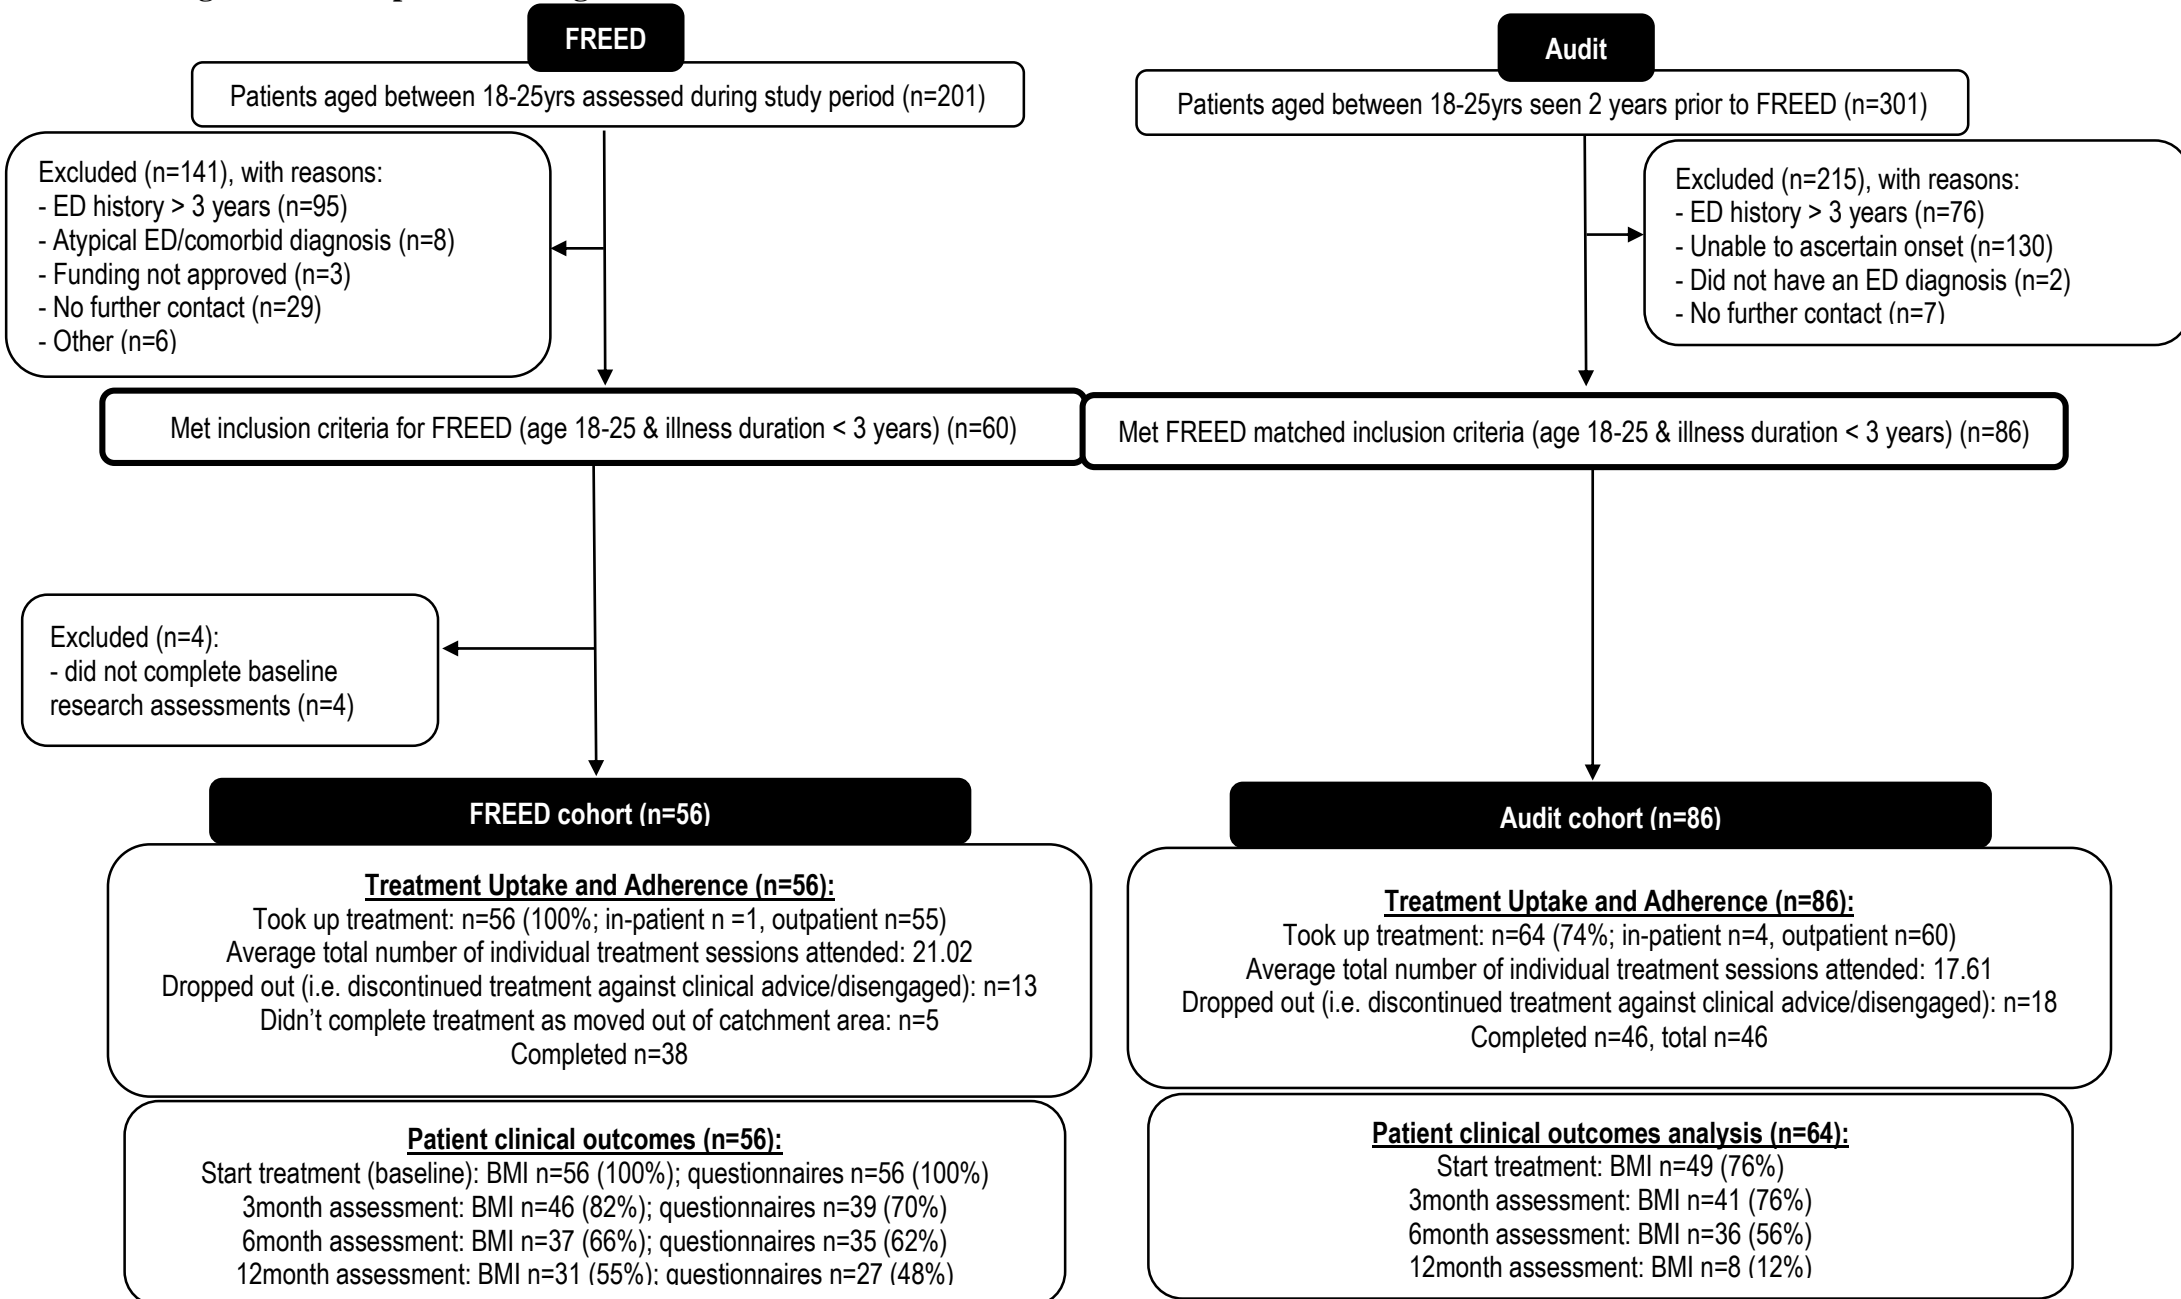 FREED
Patients aged between 18-25yrs assessed during study period (n=201)
Excluded (n=141), with reasons:
- ED history > 3 years (n=95)
- Atypical ED/comorbid diagnosis (n=8)
- Funding not approved (n=3)
- No further contact (n=29)
- Other (n=6)
Met inclusion criteria for FREED (age 18-25 & illness duration < 3 years) (n=60)
Excluded (n=4):
- did not complete baseline
research assessments (n=4)
FREED cohort (n=56)
Treatment Uptake and Adherence (n=56):
Took up treatment: n=56 (100%; in-patient n =1, outpatient n=55)
Average total number of individual treatment sessions attended: 21.02
Dropped out (i.e. discontinued treatment against clinical advice/disengaged): n=13
Didn’t complete treatment as moved out of catchment area: n=5
Completed n=38
Patient clinical outcomes (n=56):
Start treatment (baseline): BMI n=56 (100%); questionnaires n=56 (100%)
3month assessment: BMI n=46 (82%); questionnaires n=39 (70%)
6month assessment: BMI n=37 (66%); questionnaires n=35 (62%)
12month assessment: BMI n=31 (55%); questionnaires n=27 (48%)
Audit
Patients aged between 18-25yrs seen 2 years prior to FREED (n=301)
Excluded (n=215), with reasons:
- ED history > 3 years (n=76)
- Unable to ascertain onset (n=130)
- Did not have an ED diagnosis (n=2)
- No further contact (n=7)
Met FREED matched inclusion criteria (age 18-25 & illness duration < 3 years) (n=86)
Audit cohort (n=86)
Treatment Uptake and Adherence (n=86):
Took up treatment: n=64 (74%; in-patient n=4, outpatient n=60)
Average total number of individual treatment sessions attended: 17.61
Dropped out (i.e. discontinued treatment against clinical advice/disengaged): n=18
Completed n=46, total n=46
Patient clinical outcomes analysis (n=64):
Start treatment: BMI n=49 (76%)
3month assessment: BMI n=41 (76%)
6month assessment: BMI n=36 (56%)
12month assessment: BMI n=8 (12%)